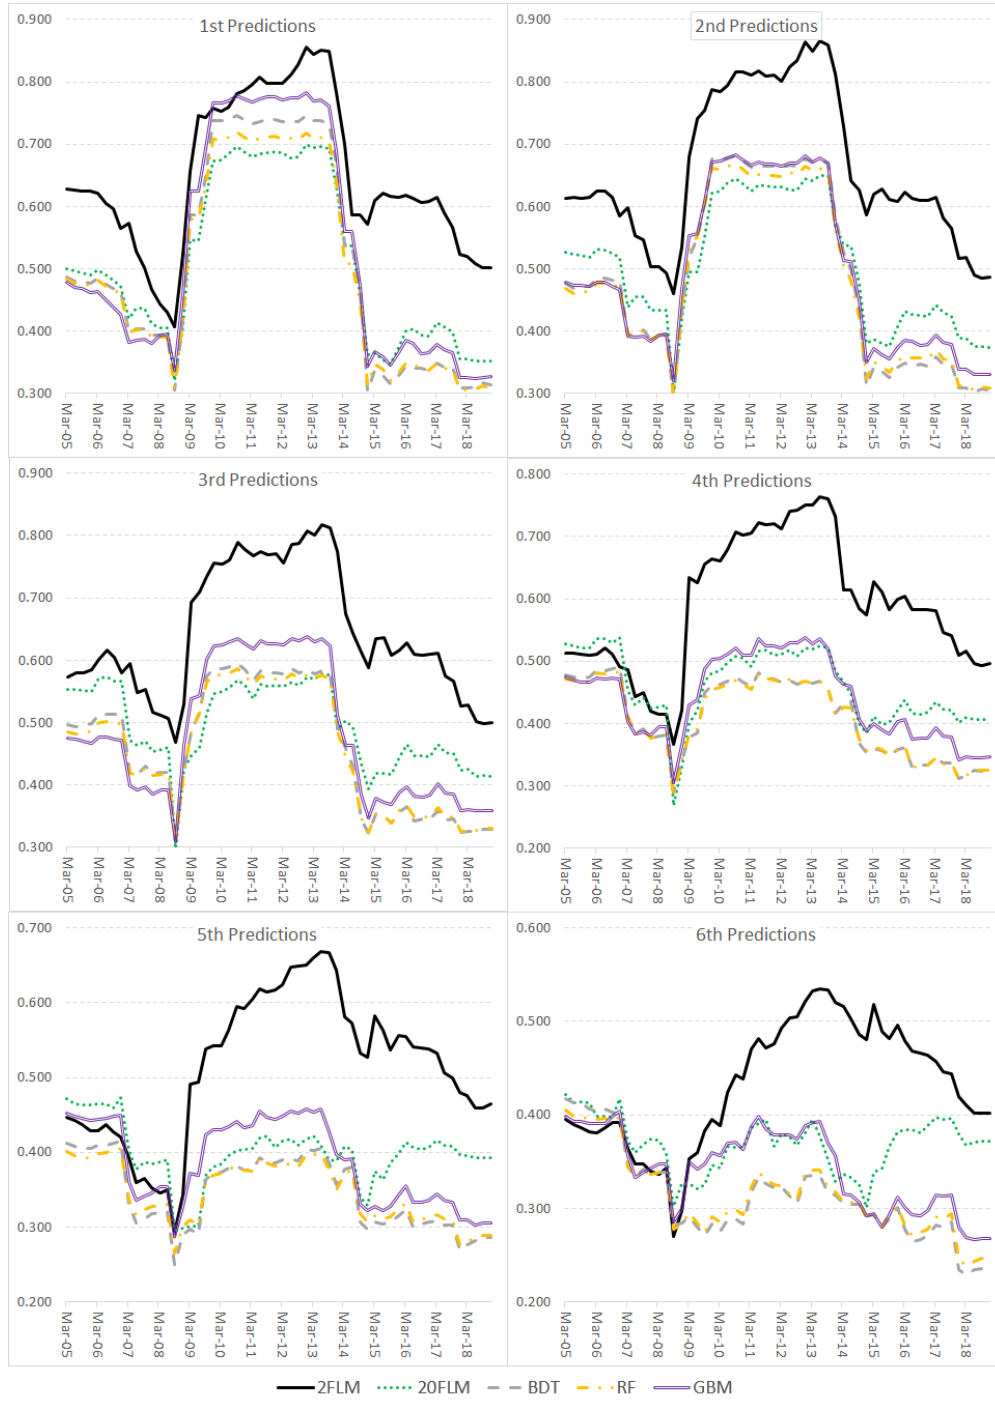 1st Predictions
0.900
0.800
0.700
0.600
0.500
0.400
0.300
Mar-05
Mar-06
Mar-07
Mar-08
Mar-09
Mar-10
Mar-11
Mar-12
Mar-13
Mar-14
Mar-15
Mar-16
Mar-17
Mar-18
2nd Predictions
0.900
0.800
0.700
0.600
0.500
0.400
0.300
Mar-05
Mar-06
Mar-07
Mar-08
Mar-09
Mar-10
Mar-11
Mar-12
Mar-13
Mar-14
Mar-15
Mar-16
Mar-17
Mar-18
3rd Predictions
0.900
0.800
0.700
0.600
0.500
0.400
0.300
Mar-05
Mar-06
Mar-07
Mar-08
Mar-09
Mar-10
Mar-11
Mar-12
Mar-13
Mar-14
Mar-15
Mar-16
Mar-17
Mar-18
4th Predictions
0.800
0.700
0.600
0.500
0.400
0.300
0.200
Mar-05
Mar-06
Mar-07
Mar-08
Mar-09
Mar-10
Mar-11
Mar-12
Mar-13
Mar-14
Mar-15
Mar-16
Mar-17
Mar-18
5th Predictions
0.700
0.600
0.500
0.400
0.300
0.200
Mar-05
Mar-06
Mar-07
Mar-08
Mar-09
Mar-10
Mar-11
Mar-12
Mar-13
Mar-14
Mar-15
Mar-16
Mar-17
Mar-18
6th Predictions
0.600
0.500
0.400
0.300
0.200
Mar-05
Mar-06
Mar-07
Mar-08
Mar-09
Mar-10
Mar-11
Mar-12
Mar-13
Mar-14
Mar-15
Mar-16
Mar-17
Mar-18
2FLM 20FLM BDT RF GBM